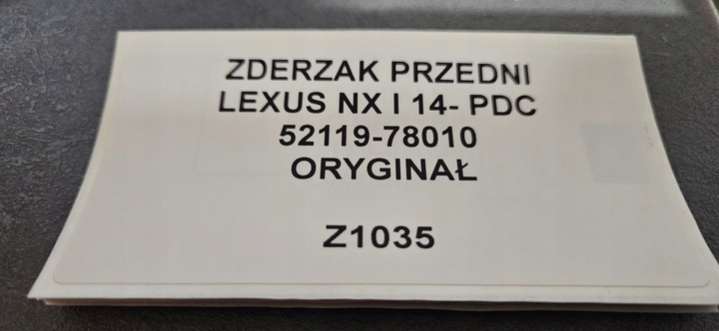 ZDERZAK PRZEDNI
LEXUS NX I 14- PDC
52119-78010
ORYGINAŁ
Z1035